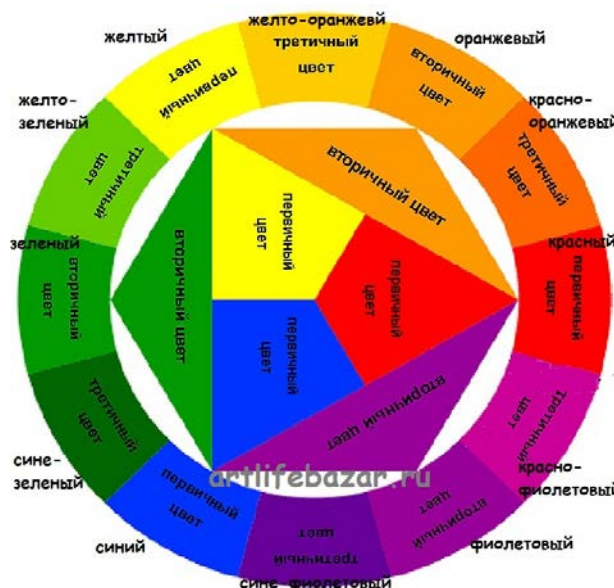 желто-оранжевй
третичный
цвет
желтый
первичный
цвет
оранжевый
вторичный
цвет
желто-
зеленый
третичный
цвет
красно-
оранжевый
третичный
цвет
вторичный цвет
первичный
цвет
зеленый
вторичный
цвет
вторичный цвет
первичный
цвет
красный
первичный
цвет
первичный
цвет
третичный
цвет
вторичный цвет
третичный
цвет
сине-
зеленый
artlifebazar.ru
красно-
фиолетовый
первичный
цвет
синий
третичный
цвет
сине-фиолетовый
вторичный
цвет
фиолетовый